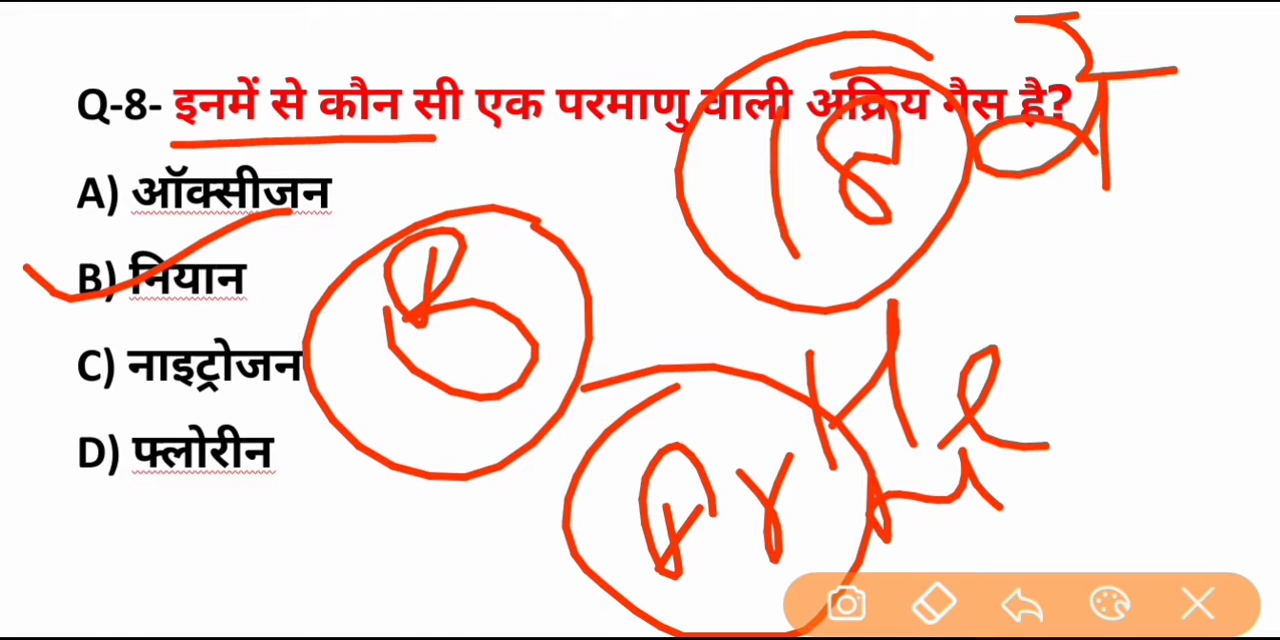 Q-8- इनमें से कौन सी एक परमाणु वाली अक्रिय गैस है?
A) ऑक्सीजन
B) नियान
C) नाइट्रोजन
D) फ्लोरीन
18
B
He
Ar